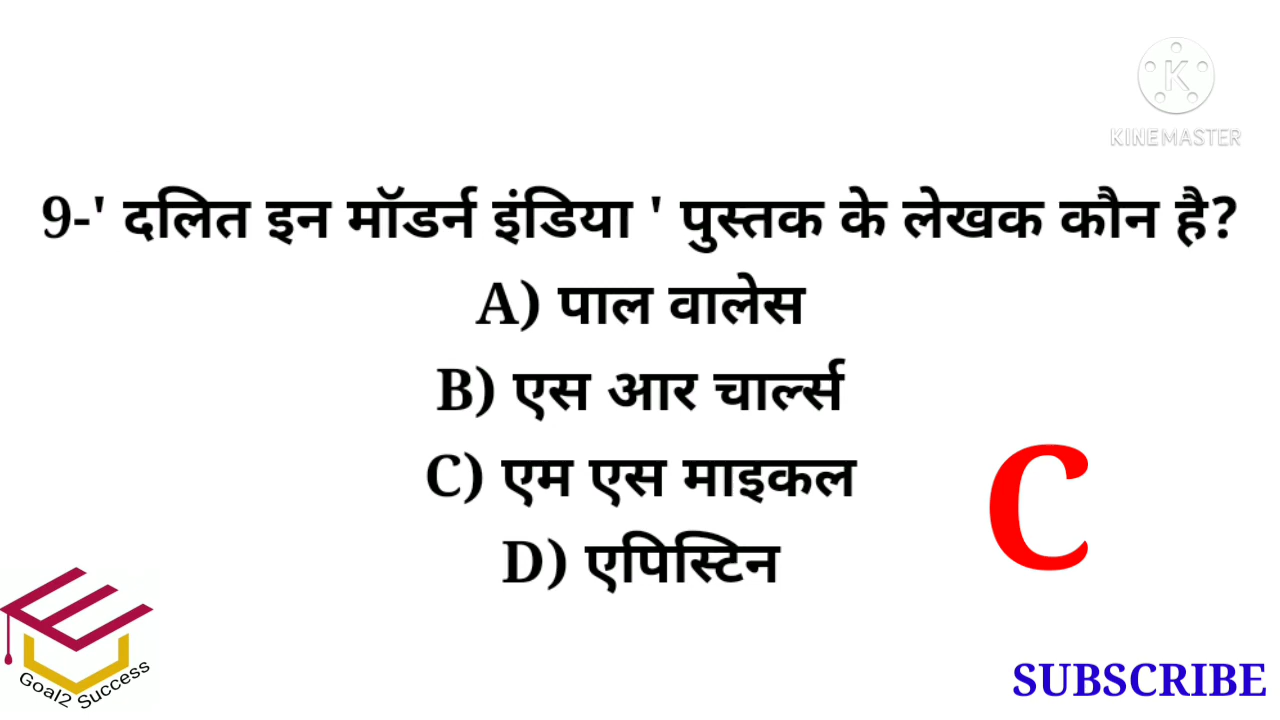 K
KINEMASTER
9-' दलित इन मॉडर्न इंडिया ' पुस्तक के लेखक कौन है?
A) पाल वालेस
B) एस आर चार्ल्स
C) एम एस माइकल
D) एपिस्टिन
C
Goal2 Success
SUBSCRIBE